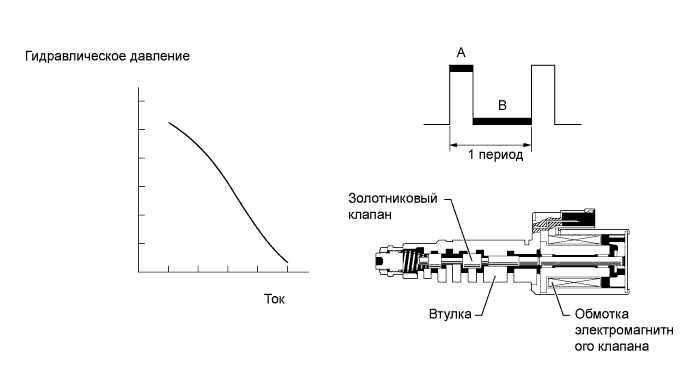 Гидравлическое давление
Ток
A
B
1 период
Золотниковый
клапан
Втулка
Обмотка
электромагнитн
ого клапана